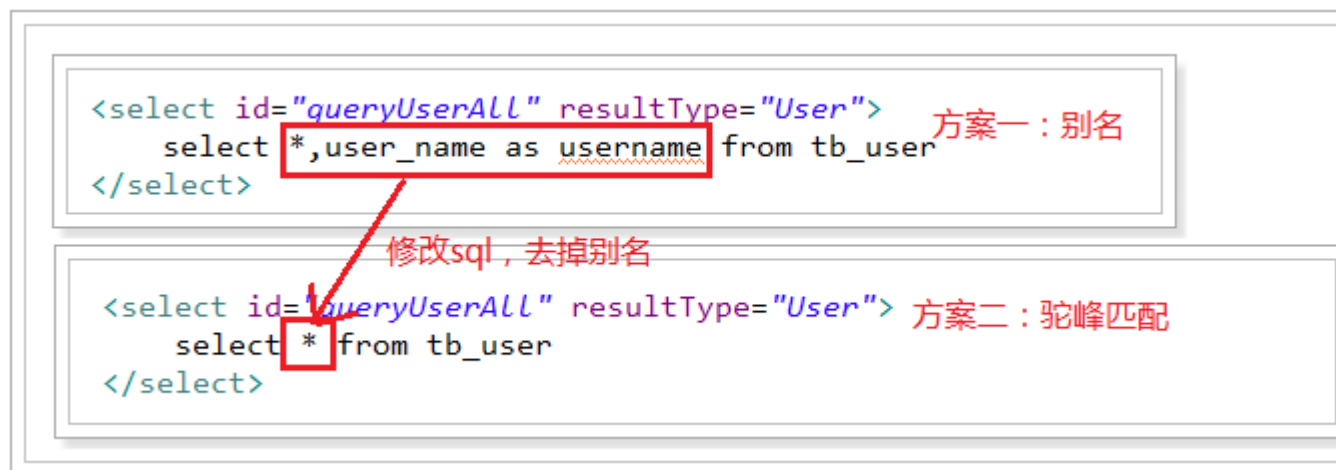 <select id="queryUserAll" resultType="User">
方案一：别名
select *,user_name as username from tb_user
</select>
修改sql，去掉别名
<select id="queryUserAll" resultType="User">
方案二：驼峰匹配
select * from tb_user
</select>